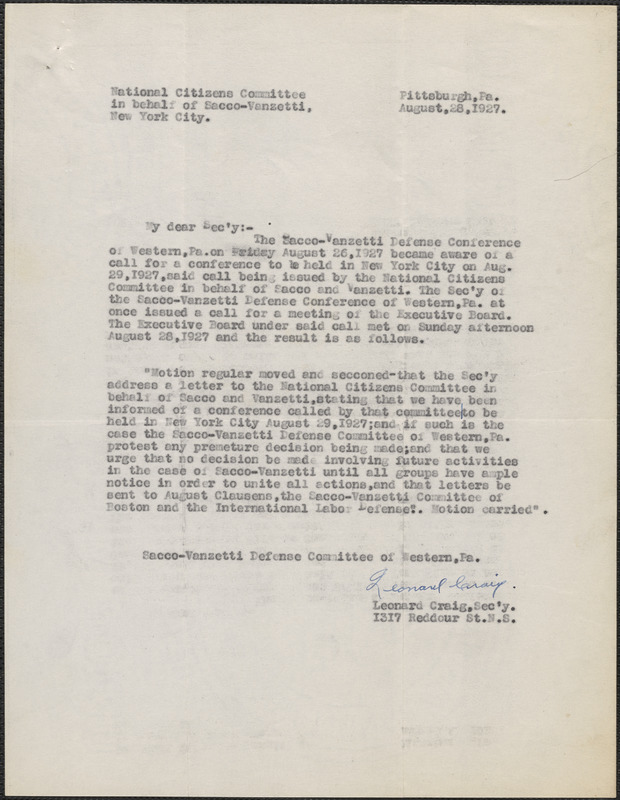 National Citizens Committee
in behalf of Sacco-Vanzetti,
New York City.
Pittsburgh,Pa.
August,28,1927.
My dear Sec'y:-
The Sacco-Vanzetti Defense Conference
of Western,Pa.on Friday August 26,1927 became aware of a
call for a conference to be held in New York City on Aug.
29,1927,said call being issued by the National Citizens
Committee in behalf of Sacco and Vanzetti. The Sec'y of
the Sacco-Vanzetti Defense Conference of Western,Pa. at
once issued a call for a meeting of the Executive Board.
The Executive Board under said call met on Sunday afternoon
August 28,1927 and the result is as follows.
"Motion regular moved and secconed-that the Sec'y
address a letter to the National Citizens Committee in
behalf of Sacco and Vanzetti,stating that we have been
informed of a conference called by that committee,to be
held in New York City August 29,1927;and if such is the
case the Sacco-Vanzetti Defense Committee of Western,Pa.
protest any premeture decision being made;and that we
urge that no decision be made involving future activities
in the case of Sacco-Vanzetti until all groups have ample
notice in order to unite all actions,and that letters be
sent to August Clausens,the Sacco-Vanzetti Committee of
Boston and the International Labor Defense". Motion carried".
Sacco-Vanzetti Defense Committee of Western,Pa.
Leonard Craig.
Leonard Craig,Sec'y.
1317 Reddour St.N.S.